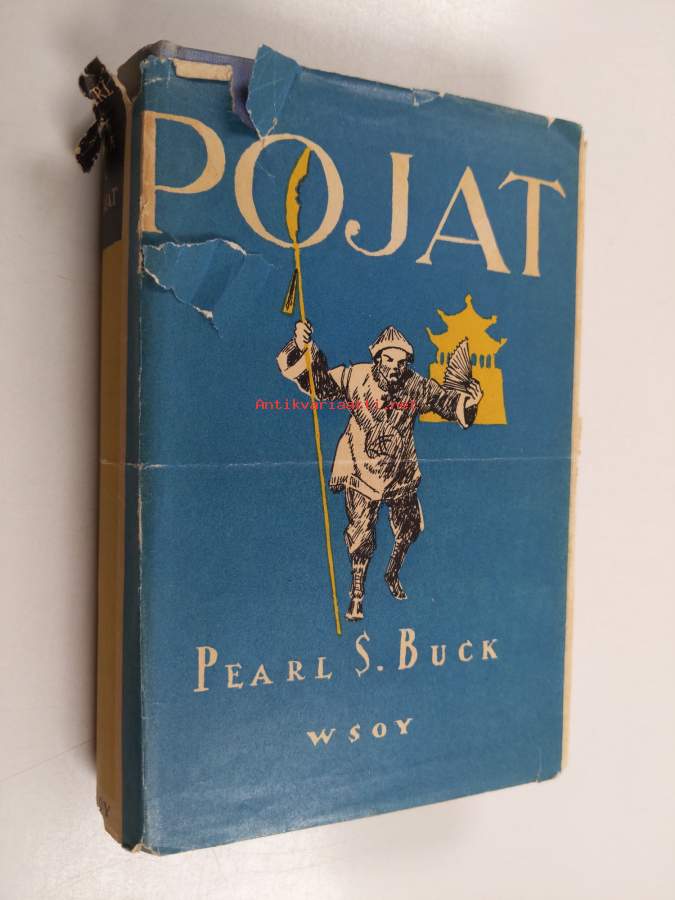 POJAT
Antikvariaatti.net
PEARL S. BUCK
WSOY